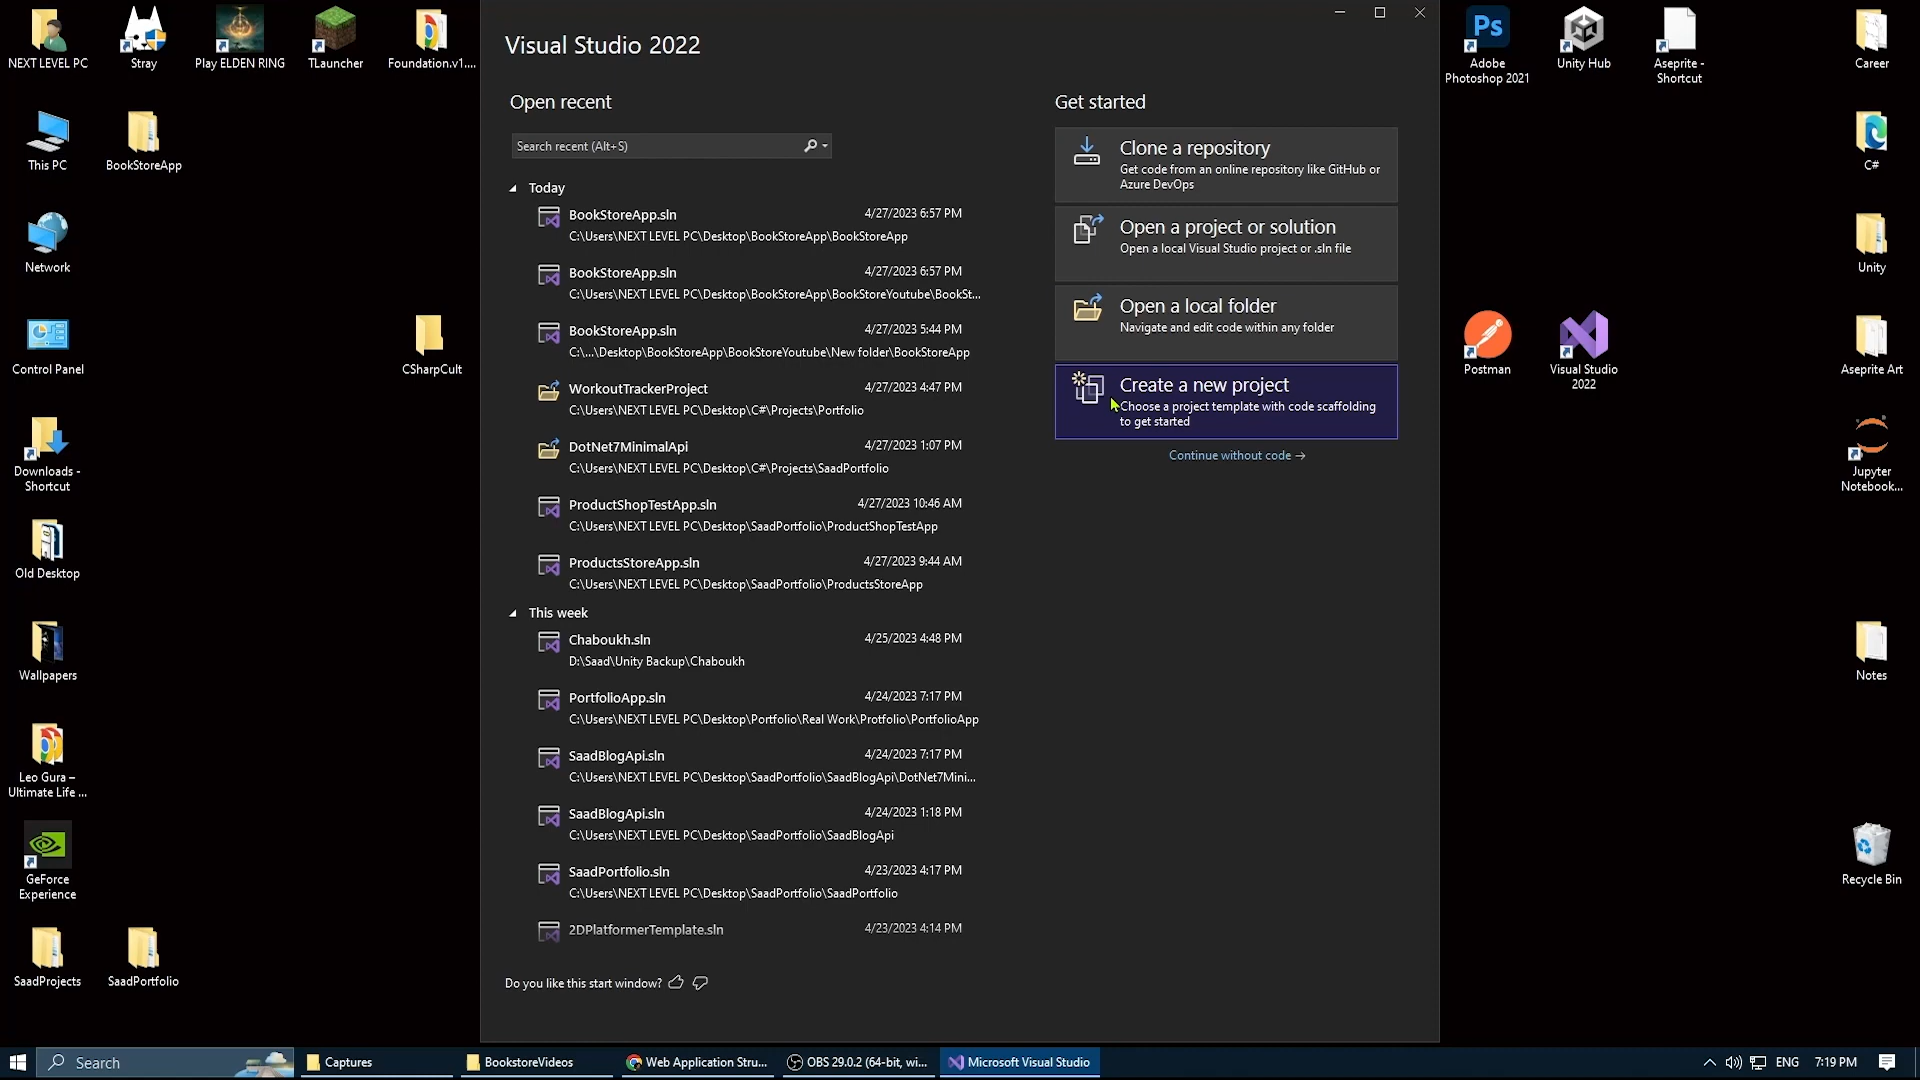 NEXT LEVEL PC
Stray
Play ELDEN RING
TLauncher
Foundation.v1....
This PC
BookStoreApp
Network
Control Panel
CSharpCult
Downloads -
Shortcut
Old Desktop
Wallpapers
Leo Gura –
Ultimate Life ...
GeForce
Experience
SaadProjects
SaadPortfolio
Visual Studio 2022
Open recent
Search recent (Alt+S)
Today
BookStoreApp.sln
4/27/2023 6:57 PM
C:\Users\NEXT LEVEL PC\Desktop\BookStoreApp\BookStoreApp
BookStoreApp.sln
4/27/2023 6:57 PM
C:\Users\NEXT LEVEL PC\Desktop\BookStoreApp\BookStoreYoutube\BookSt...
BookStoreApp.sln
4/27/2023 5:44 PM
C:\...\Desktop\BookStoreApp\BookStoreYoutube\New folder\BookStoreApp
WorkoutTrackerProject
4/27/2023 4:47 PM
C:\Users\NEXT LEVEL PC\Desktop\C#\Projects\Portfolio
DotNet7MinimalApi
4/27/2023 1:07 PM
C:\Users\NEXT LEVEL PC\Desktop\C#\Projects\SaadPortfolio
ProductShopTestApp.sln
4/27/2023 10:46 AM
C:\Users\NEXT LEVEL PC\Desktop\SaadPortfolio\ProductShopTestApp
ProductsStoreApp.sln
4/27/2023 9:44 AM
C:\Users\NEXT LEVEL PC\Desktop\SaadPortfolio\ProductsStoreApp
This week
Chaboukh.sln
4/25/2023 4:48 PM
D:\Saad\Unity Backup\Chaboukh
PortfolioApp.sln
4/24/2023 7:17 PM
C:\Users\NEXT LEVEL PC\Desktop\Portfolio\Real Work\Protfolio\PortfolioApp
SaadBlogApi.sln
4/24/2023 7:17 PM
C:\Users\NEXT LEVEL PC\Desktop\SaadPortfolio\SaadBlogApi\DotNet7Mini...
SaadBlogApi.sln
4/24/2023 1:18 PM
C:\Users\NEXT LEVEL PC\Desktop\SaadPortfolio\SaadBlogApi
SaadPortfolio.sln
4/23/2023 4:17 PM
C:\Users\NEXT LEVEL PC\Desktop\SaadPortfolio\SaadPortfolio
2DPlatformerTemplate.sln
4/23/2023 4:14 PM
Do you like this start window?
Get started
Clone a repository
Get code from an online repository like GitHub or
Azure DevOps
Open a project or solution
Open a local Visual Studio project or .sln file
Open a local folder
Navigate and edit code within any folder
Create a new project
Choose a project template with code scaffolding
to get started
Continue without code →
Ps
Adobe
Photoshop 2021
Unity Hub
Aseprite -
Shortcut
Career
C#
Unity
Postman
Visual Studio
2022
Aseprite Art
Jupyter
Notebook...
Notes
Recycle Bin
Search
Captures
BookstoreVideos
Web Application Stru...
OBS 29.0.2 (64-bit, wi...
Microsoft Visual Studio
ENG
7:19 PM